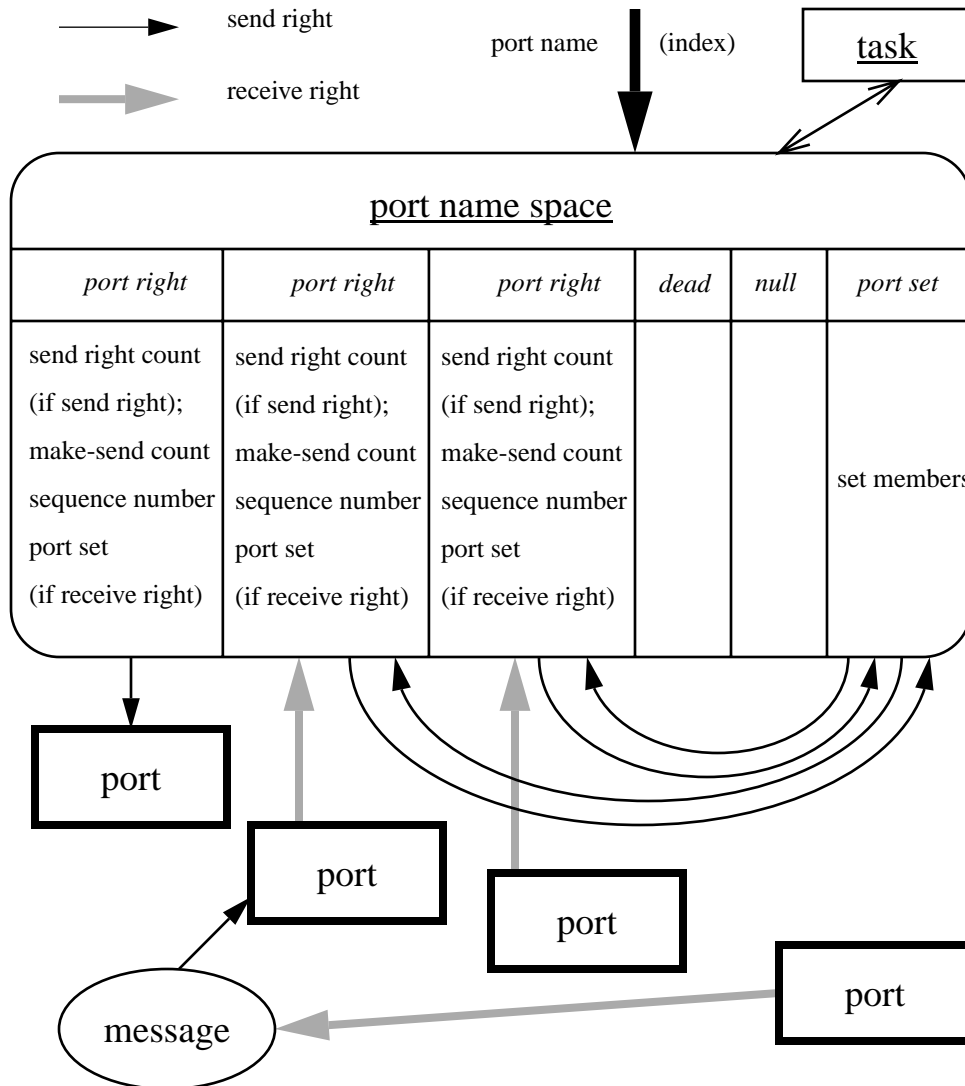 send right
port name (index)
task
receive right
port name space
port right port right port right dead null port set
send right count
(if send right);
make-send count
sequence number
port set
(if receive right)
send right count
(if send right);
make-send count
sequence number
port set
(if receive right)
send right count
(if send right);
make-send count
sequence number
port set
(if receive right)
set members
port
port
port
port
message